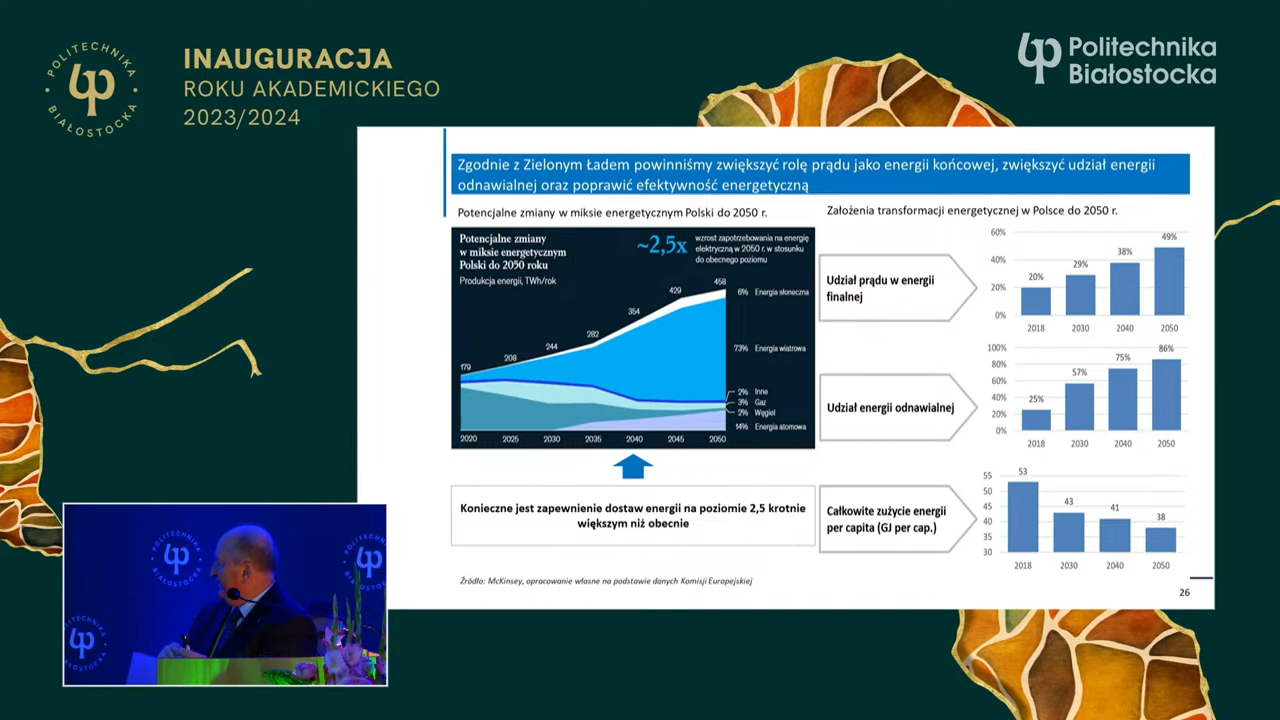 POLITECHNIKA BIAŁOSTOCKA
INAUGURACJA
ROKU AKADEMICKIEGO
2023/2024
Politechnika
Białostocka
Zgodnie z Zielonym Ładem powinniśmy zwiększyć rolę prądu jako energii końcowej, zwiększyć udział energii
odnawialnej oraz poprawić efektywność energetyczną
Potencjalne zmiany w miksie energetycznym Polski do 2050 r.
Potencjalne zmiany
w miksie energetycznym
Polski do 2050 roku
Produkcja energii, TWh/rok
~2,5x
wzrost zapotrzebowania na energię
elektryczną w 2050 r. w stosunku
do obecnego poziomu
179 208 244 282 354 429 458
6% Energia słoneczna
73% Energia wiatrowa
2% Inne
3% Gaz
2% Węgiel
14% Energia atomowa
2020 2025 2030 2035 2040 2045 2050
Konieczne jest zapewnienie dostaw energii na poziomie 2,5 krotnie
większym niż obecnie
Źródło: McKinsey, opracowanie własne na podstawie danych Komisji Europejskiej
Założenia transformacji energetycznej w Polsce do 2050 r.
Udział prądu w energii
finalnej
60%
40%
20%
0%
20% 29% 38% 49%
2018 2030 2040 2050
Udział energii odnawialnej
100%
80%
60%
40%
20%
0%
25% 57% 75% 86%
2018 2030 2040 2050
Całkowite zużycie energii
per capita (GJ per cap.)
55
50
45
40
35
30
53 43 41 38
2018 2030 2040 2050
26